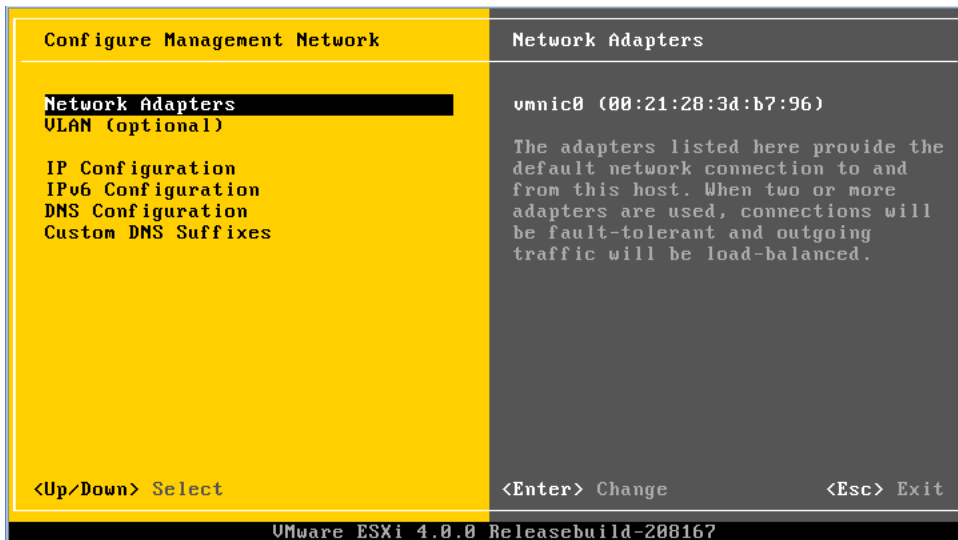 Configure Management Network
Network Adapters
Network Adapters
VLAN (optional)
IP Configuration
IPv6 Configuration
DNS Configuration
Custom DNS Suffixes
vmnic0 (00:21:28:3d:b7:96)
The adapters listed here provide the
default network connection to and
from this host. When two or more
adapters are used, connections will
be fault-tolerant and outgoing
traffic will be load-balanced.
<Up/Down> Select
<Enter> Change
<Esc> Exit
VMware ESXi 4.0.0 Releasebuild-208167